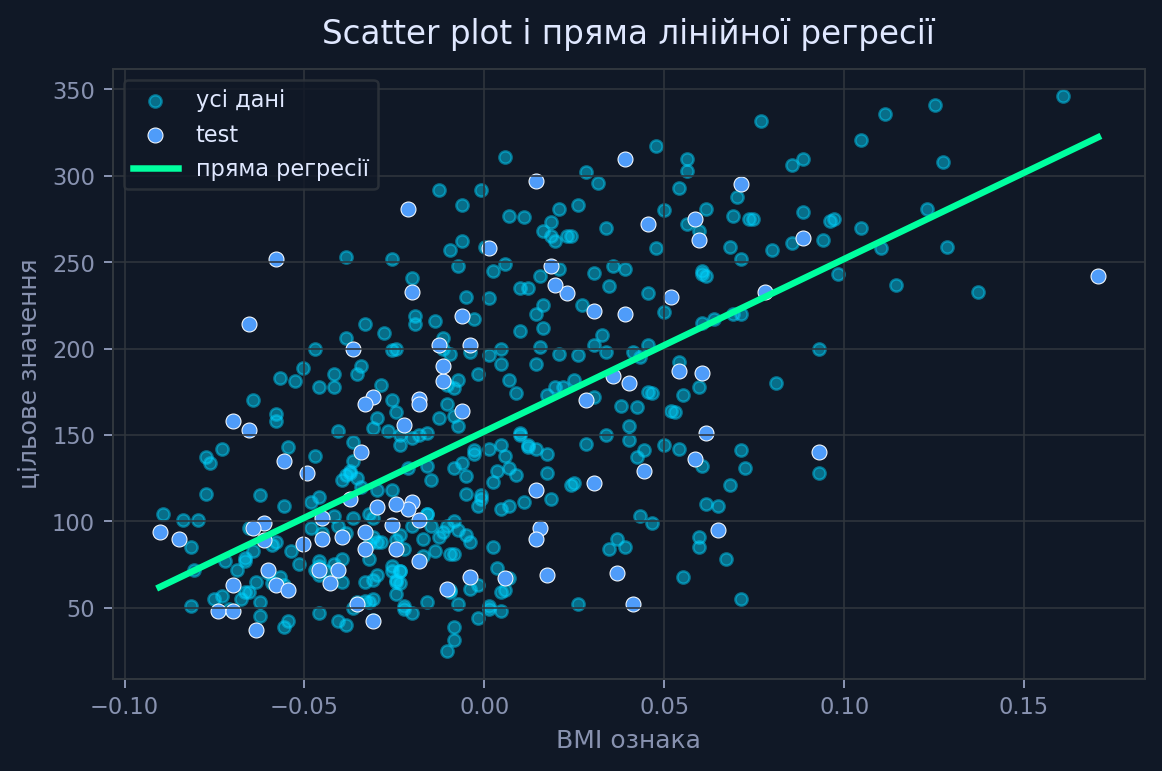 Scatter plot і пряма лінійної регресії
усі дані
test
пряма регресії
Цільове значення
350
300
250
200
150
100
50
−0.10
−0.05
0.00
0.05
0.10
0.15
BMI ознака